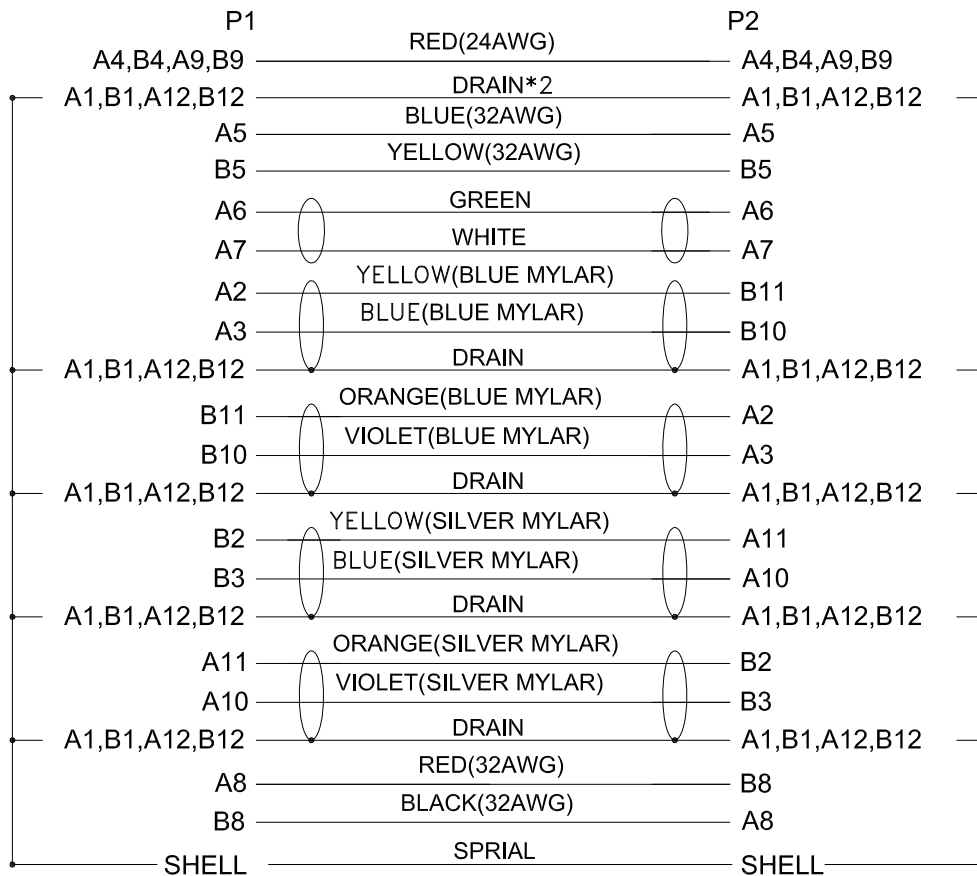 P1 P2
A4,B4,A9,B9 RED(24AWG) A4,B4,A9,B9
A1,B1,A12,B12 DRAIN*2 A1,B1,A12,B12
A5 BLUE(32AWG) A5
B5 YELLOW(32AWG) B5
A6 GREEN A6
A7 WHITE A7
A2 YELLOW(BLUE MYLAR) B11
A3 BLUE(BLUE MYLAR) B10
A1,B1,A12,B12 DRAIN A1,B1,A12,B12
B11 ORANGE(BLUE MYLAR) A2
B10 VIOLET(BLUE MYLAR) A3
A1,B1,A12,B12 DRAIN A1,B1,A12,B12
B2 YELLOW(SILVER MYLAR) A11
B3 BLUE(SILVER MYLAR) A10
A1,B1,A12,B12 DRAIN A1,B1,A12,B12
A11 ORANGE(SILVER MYLAR) B2
A10 VIOLET(SILVER MYLAR) B3
A1,B1,A12,B12 DRAIN A1,B1,A12,B12
A8 RED(32AWG) B8
B8 BLACK(32AWG) A8
SHELL SPRIAL SHELL